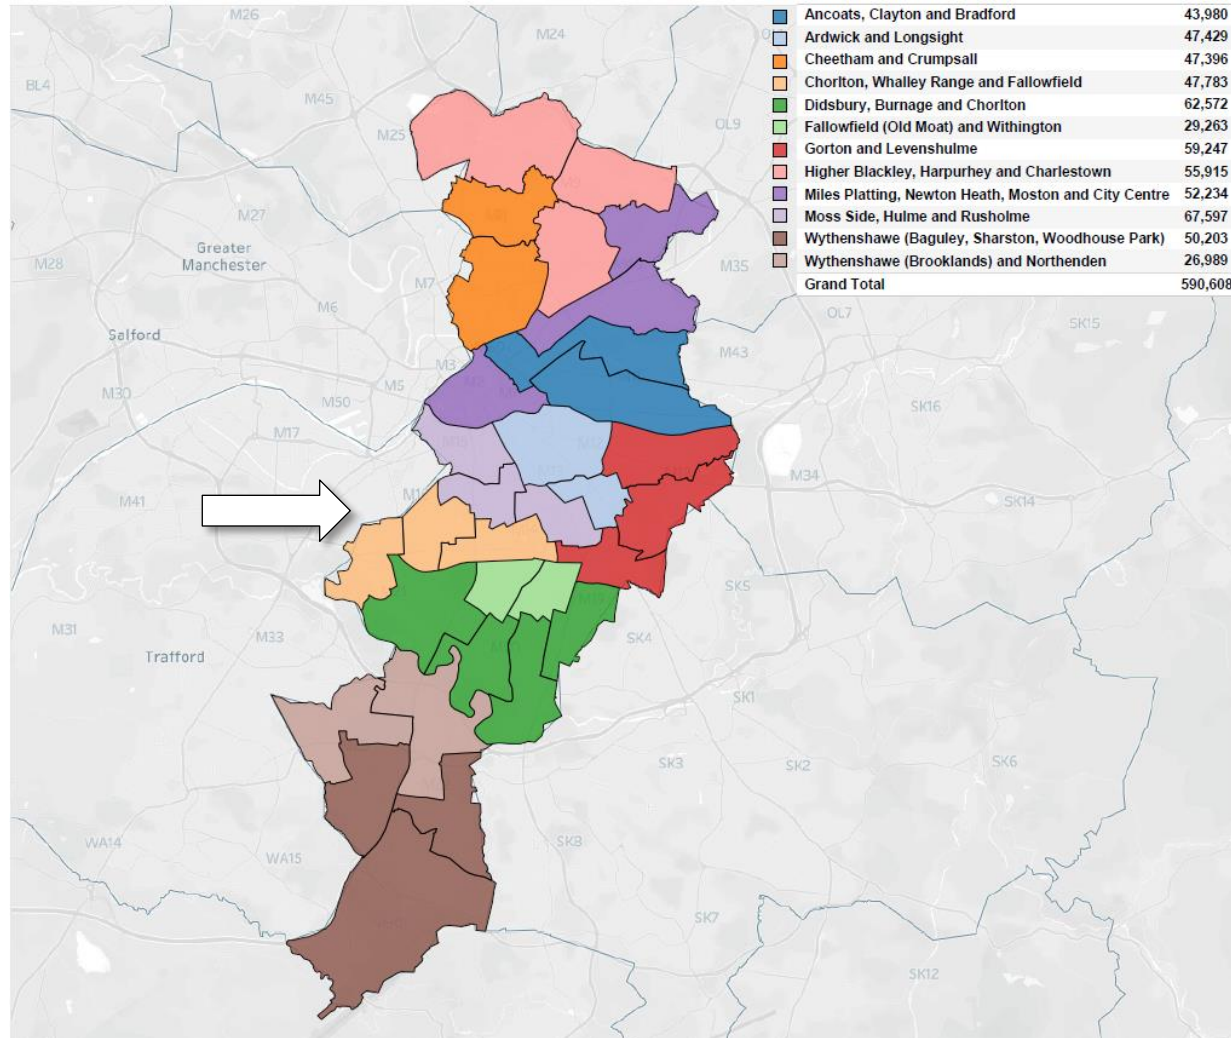 Ancoats, Clayton and Bradford 43,980
Ardwick and Longsight 47,429
Cheetham and Crumpsall 47,396
Chorlton, Whalley Range and Fallowfield 47,783
Didsbury, Burnage and Chorlton 62,572
Fallowfield (Old Moat) and Withington 29,263
Gorton and Levenshulme 59,247
Higher Blackley, Harpurhey and Charlestown 55,915
Miles Platting, Newton Heath, Moston and City Centre 52,234
Moss Side, Hulme and Rusholme 67,597
Wythenshawe (Baguley, Sharston, Woodhouse Park) 50,203
Wythenshawe (Brooklands) and Northenden 26,989
Grand Total 590,608
M26
M24
BL4
M45
M25
OL9
M27
Greater
Manchester
M28
M7
M35
M6
OL7
SK15
Salford
M3
M43
M5
M30
M50
SK16
M17
M15
M12
M34
M41
SK14
SK5
M31
M33
SK4
Trafford
SK1
SK3
SK2
SK6
WA14
WA15
SK8
SK7
SK12